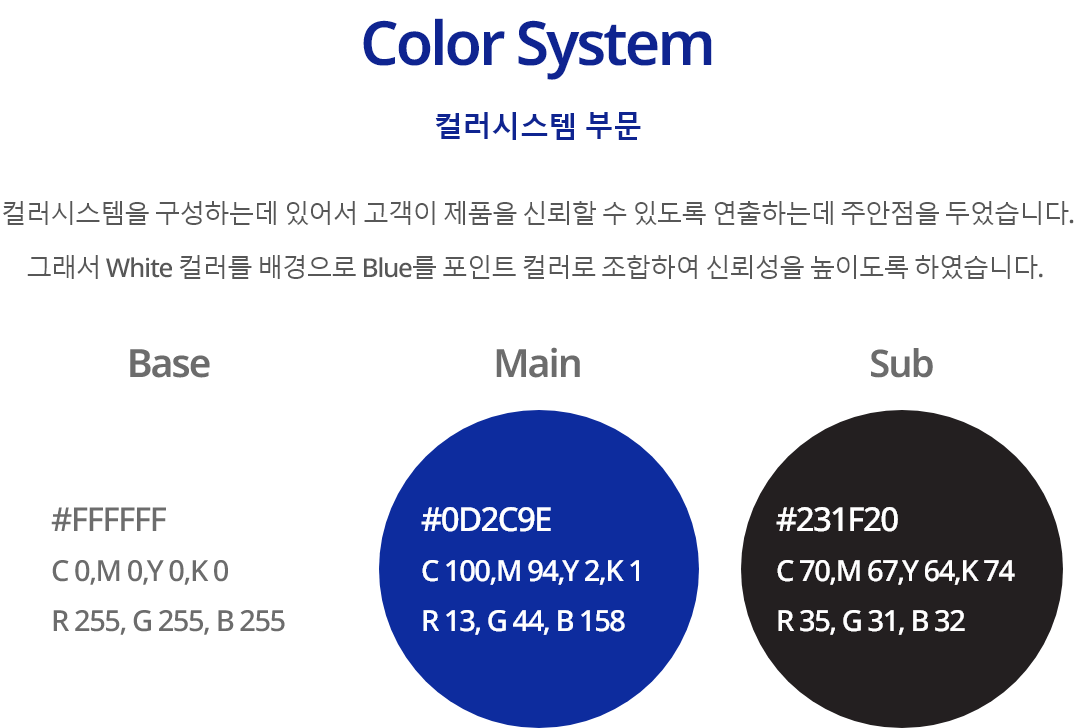 Color System
컬러시스템 부문
컬러시스템을 구성하는데 있어서 고객이 제품을 신뢰할 수 있도록 연출하는데 주안점을 두었습니다.
그래서 White 컬러를 배경으로 Blue를 포인트 컬러로 조합하여 신뢰성을 높이도록 하였습니다.
Base
#FFFFFF
C 0,M 0,Y 0,K 0
R 255, G 255, B 255
Main
#0D2C9E
C 100,M 94,Y 2,K 1
R 13, G 44, B 158
Sub
#231F20
C 70,M 67,Y 64,K 74
R 35, G 31, B 32